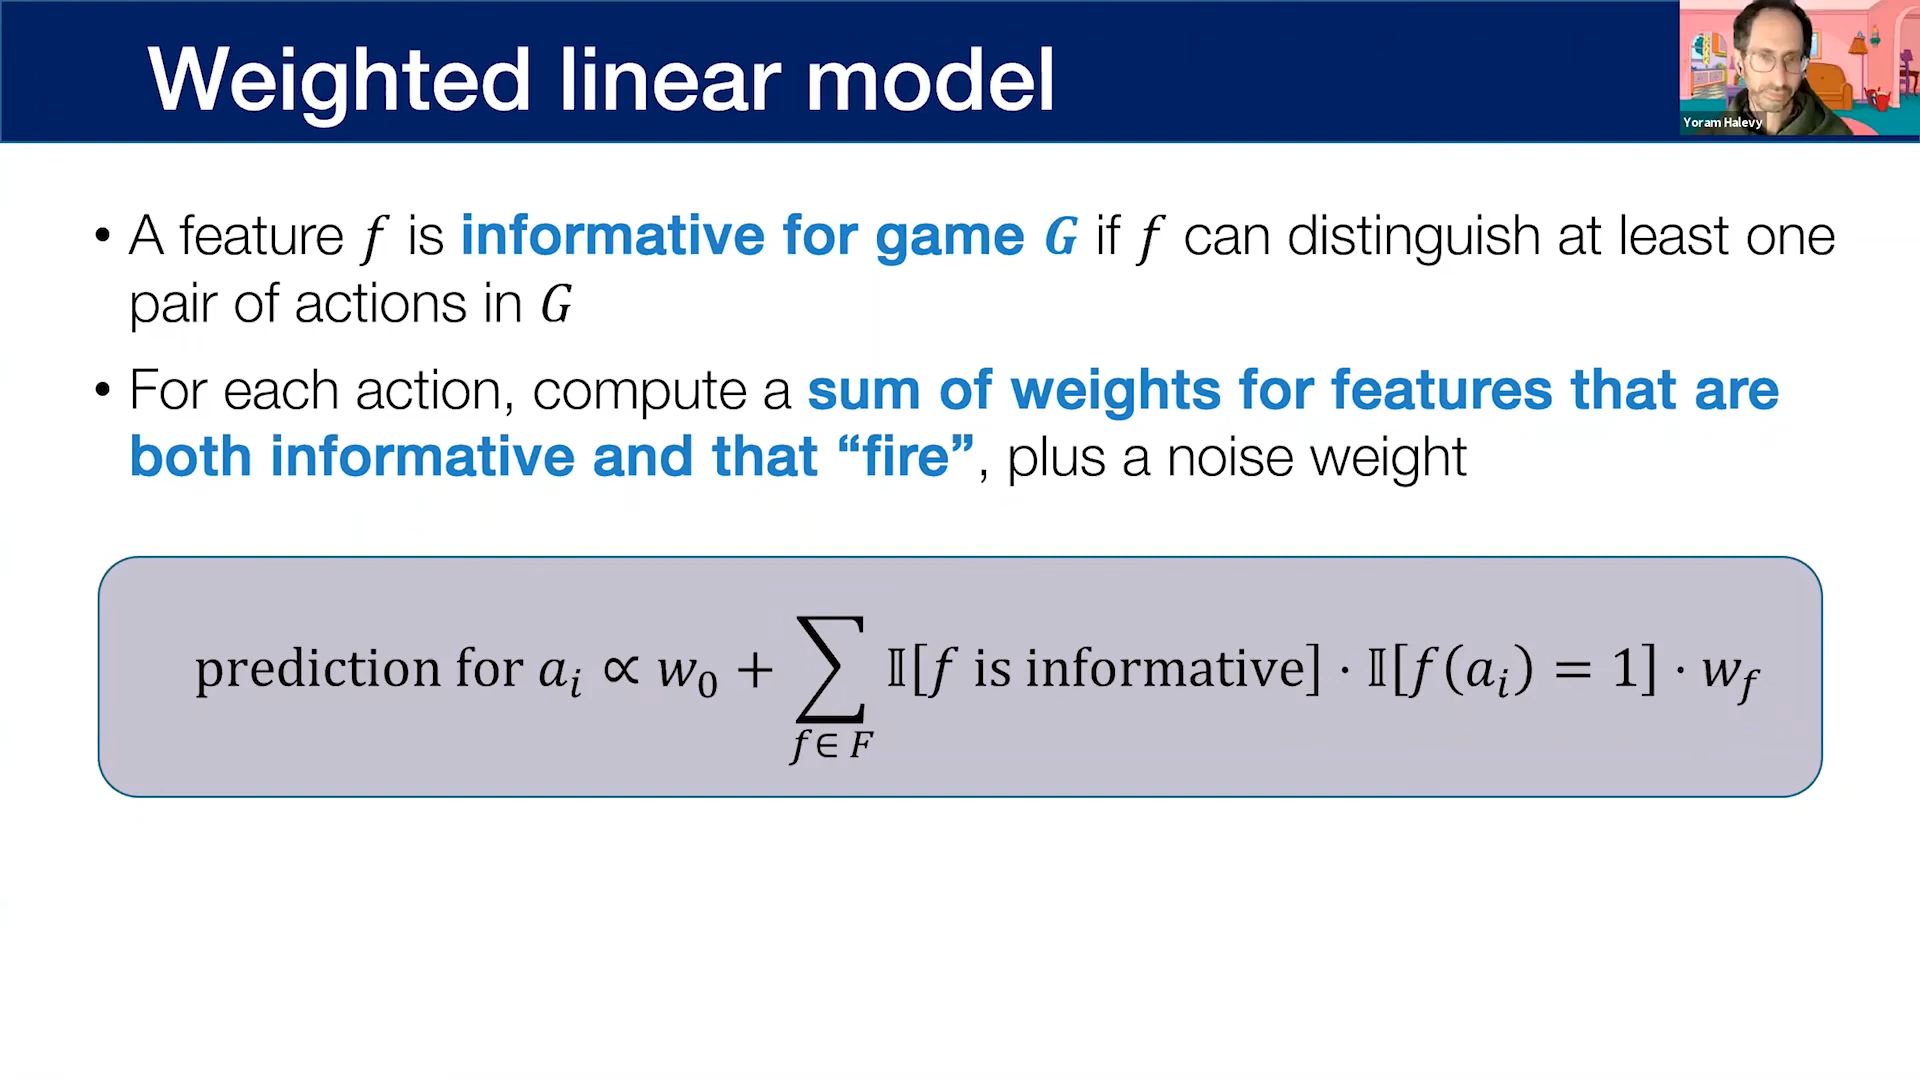 Weighted linear model
Yoram Halevy
• A feature f is informative for game G if f can distinguish at least one
pair of actions in G
• For each action, compute a sum of weights for features that are
both informative and that “fire”, plus a noise weight
prediction for aᵢ ∝ w₀ + ∑ 𝕀[f is informative] · 𝕀[f(aᵢ) = 1] · w_f
f∈ F